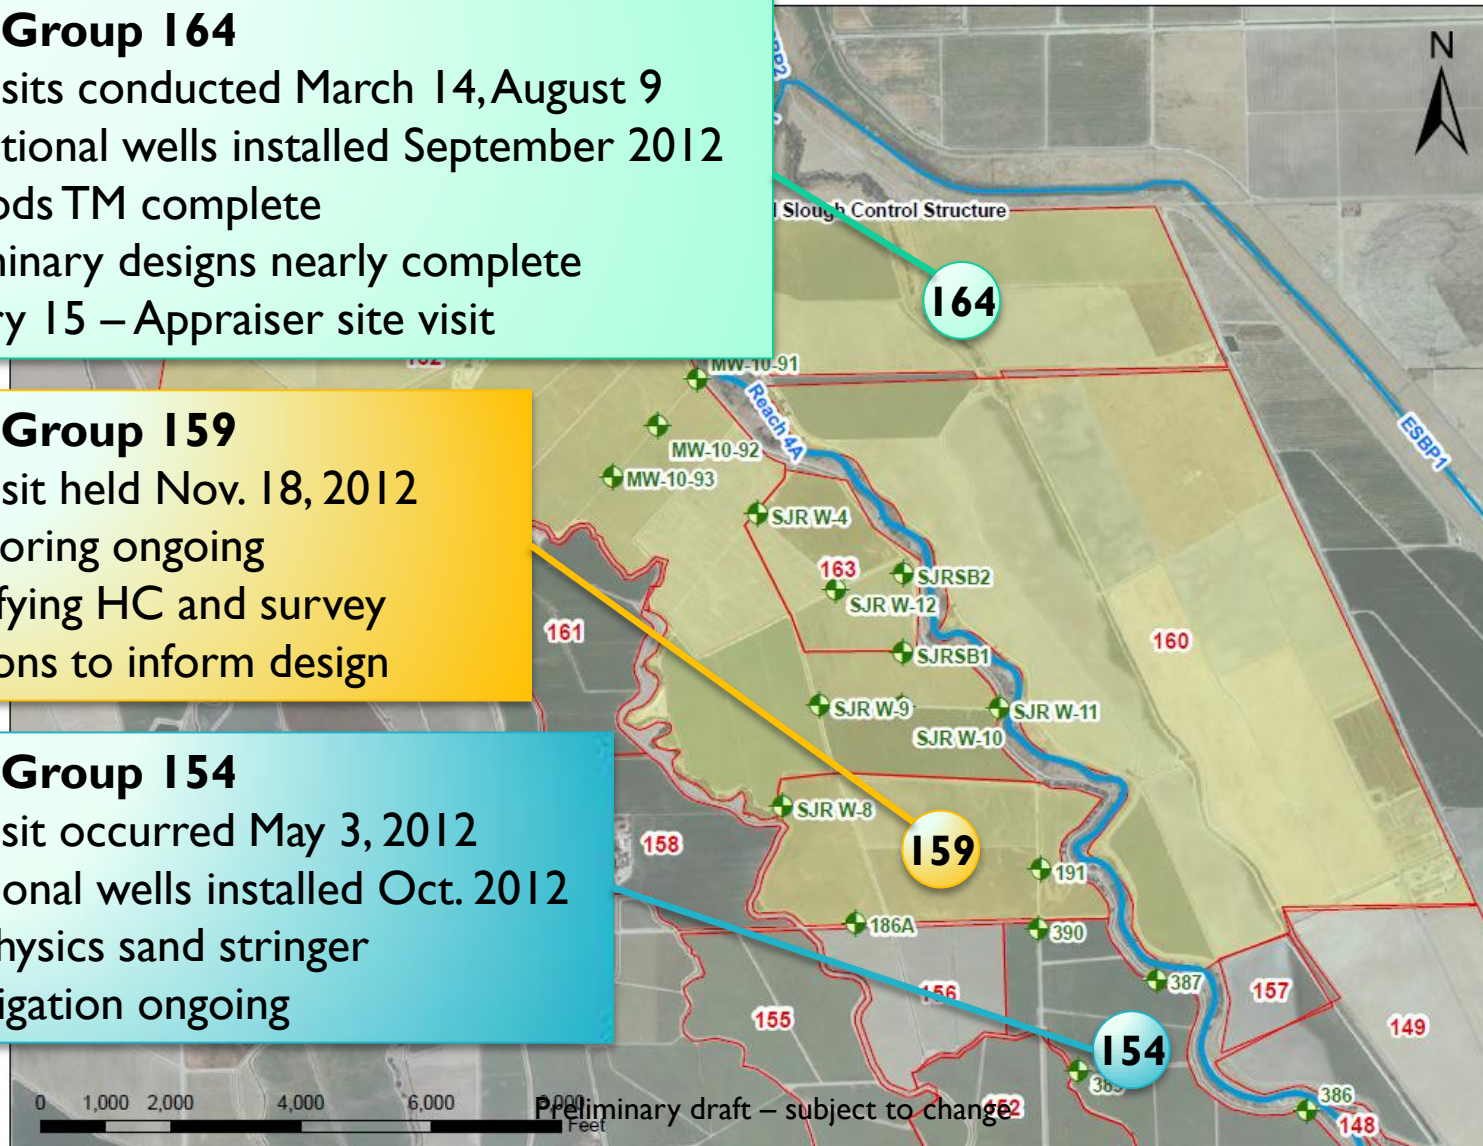 Group 164
sits conducted March 14, August 9
tional wells installed September 2012
ods TM complete
ninary designs nearly complete
ry 15 – Appraiser site visit
N
Slough Control Structure
164
MW-10-91
Reach 4A
MW-10-92
MW-10-93
ESBP1
Group 159
sit held Nov. 18, 2012
oring ongoing
fying HC and survey
ons to inform design
SJR W-4
163
SJRSB2
SJR W-12
161
160
SJRSB1
SJR W-9
SJR W-11
SJR W-10
Group 154
sit occurred May 3, 2012
onal wells installed Oct. 2012
hysics sand stringer
igation ongoing
SJR W-8
158
159
191
186A
390
387
156
157
155
149
154
386
148
0 1,000 2,000 4,000 6,000
Feet
Preliminary draft – subject to change